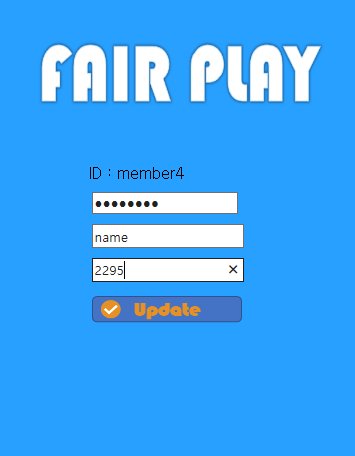 FAIR PLAY
ID : member4
●●●●●●●●
name
2295
Update